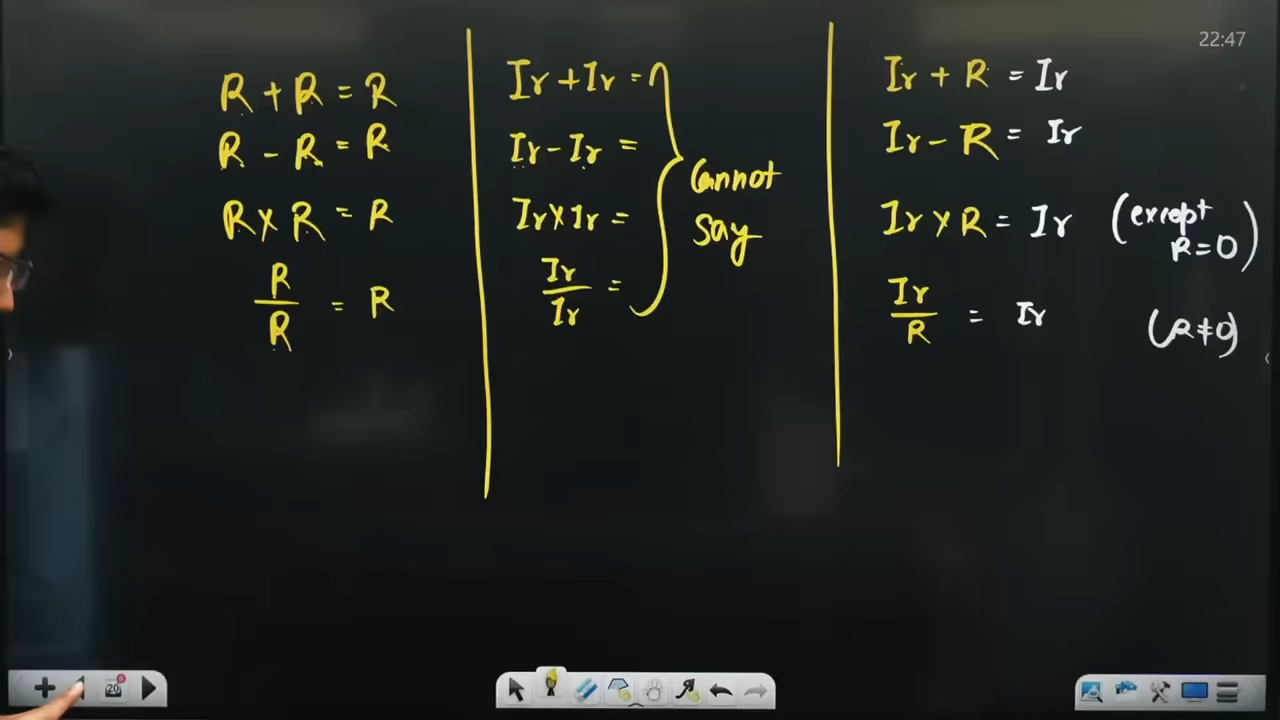 22:47
R + R = R
R - R = R
R × R = R
R
R
= R
Ir + Ir =
Ir - Ir =
Ir × Ir =
Ir
Ir
=
Cannot
say
Ir + R = Ir
Ir - R = Ir
Ir × R = Ir (except
R = 0)
Ir
R
= Ir (R ≠ 0)
20